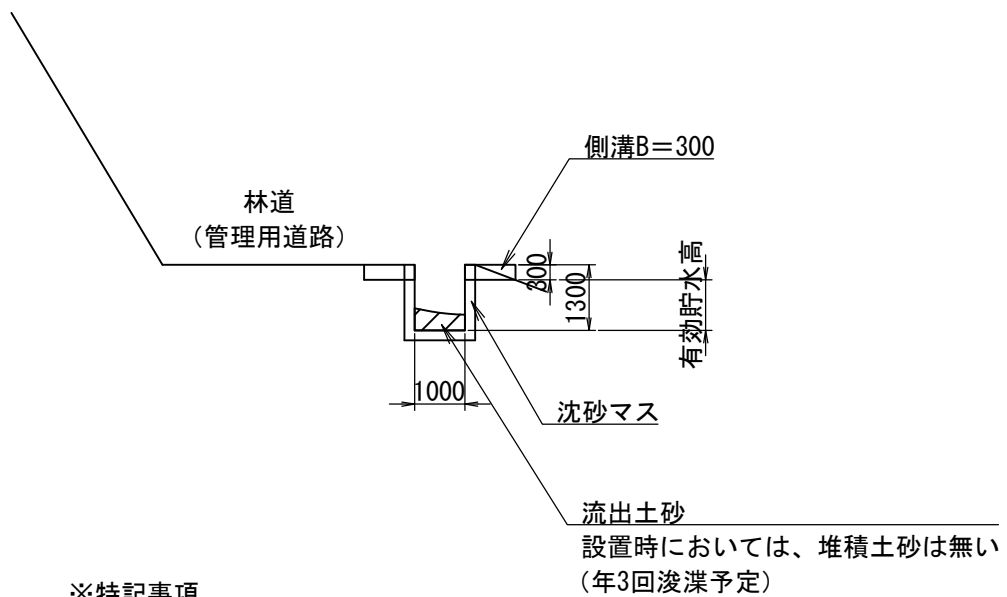 側溝B＝300
林道
（管理用道路）
300
1300
有効貯水高
1000
沈砂マス
流出土砂
設置時においては、堆積土砂は無い
（年3回浚渫予定）
※特記事項